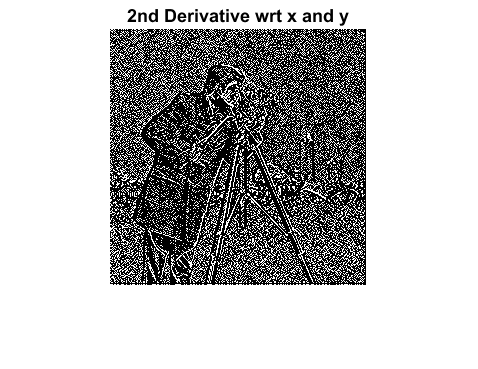 2nd Derivative wrt x and y